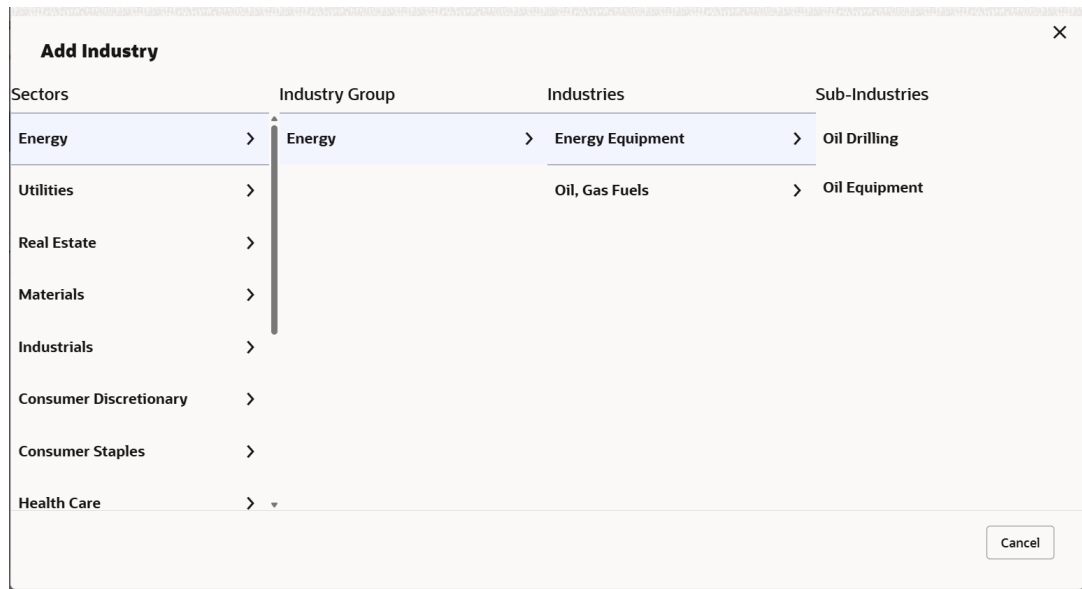 Add Industry
Sectors Industry Group Industries Sub-Industries
Energy Energy Energy Equipment Oil Drilling
Utilities Oil, Gas Fuels Oil Equipment
Real Estate
Materials
Industrials
Consumer Discretionary
Consumer Staples
Health Care
Cancel